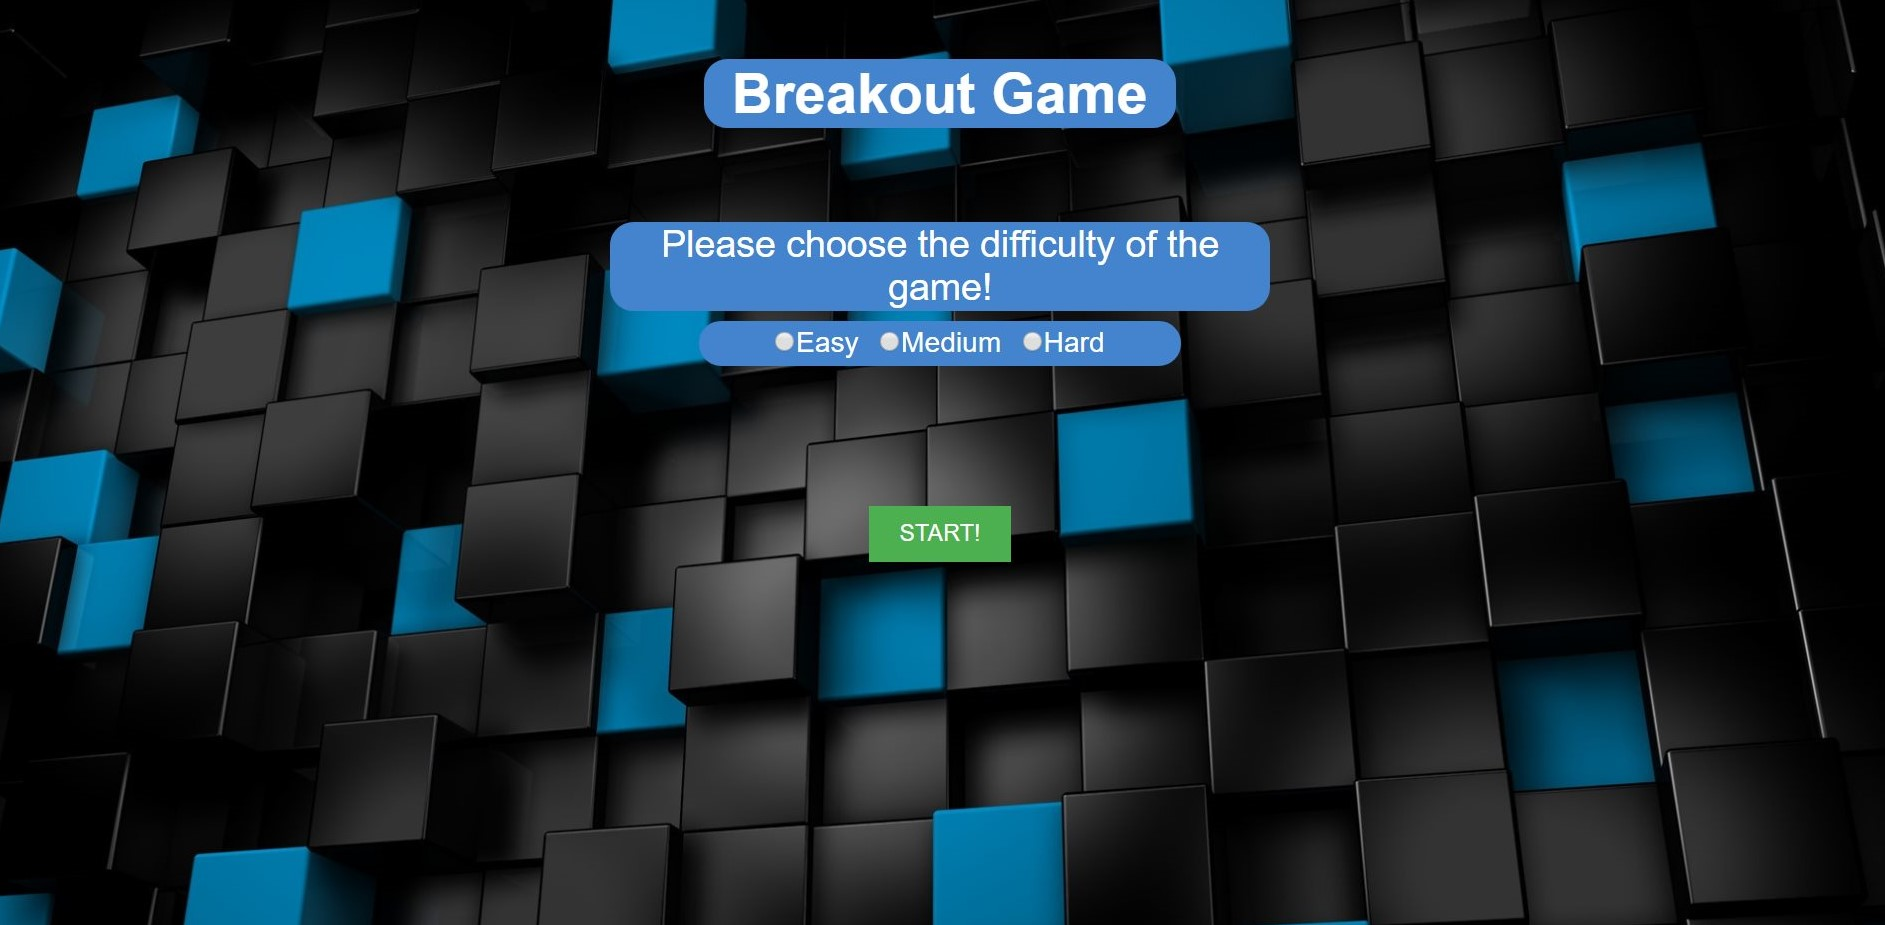 Breakout Game
Please choose the difficulty of the
game!
Easy Medium Hard
START!